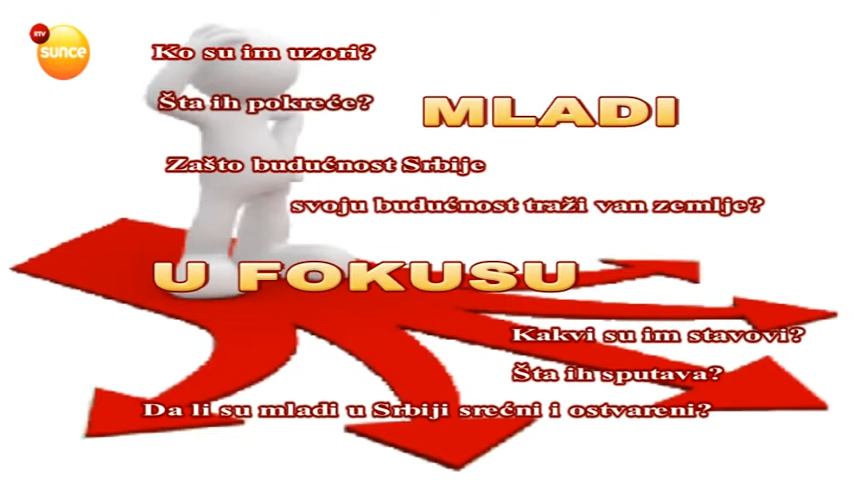 RTV
sunce
Ko su im uzori?
Šta ih pokreće?
MLADI
Zašto budućnost Srbije
svoju budućnost traži van zemlje?
U FOKUSU
Kakvi su im stavovi?
Šta ih sputava?
Da li su mladi u Srbiji srećni i ostvareni?